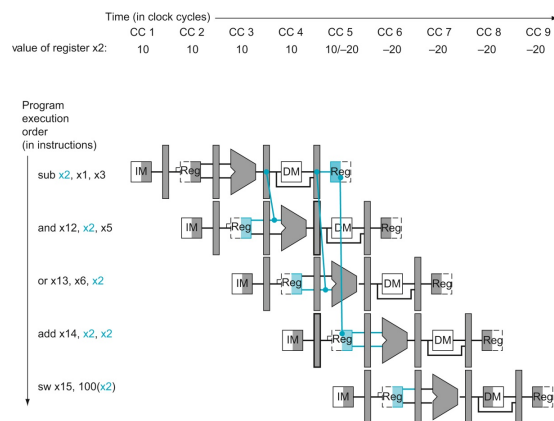 Time (in clock cycles)
CC 1 CC 2 CC 3 CC 4 CC 5 CC 6 CC 7 CC 8 CC 9
value of register x2: 10 10 10 10 10/–20 –20 –20 –20 –20
Program
execution
order
(in instructions)
sub x2, x1, x3
IM Reg DM Reg
and x12, x2, x5
IM Reg DM Reg
or x13, x6, x2
IM Reg DM Reg
add x14, x2, x2
IM Reg DM Reg
sw x15, 100(x2)
IM Reg DM Reg